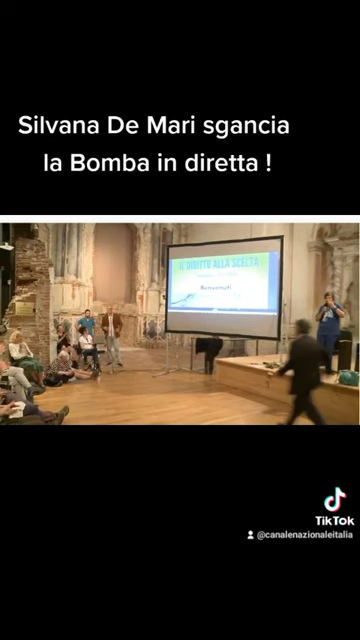 Silvana De Mari sgancia
la Bomba in diretta !
IL DIRITTO ALLA SCELTA
Benvenuti
TikTok
@canalenazionaleitalia